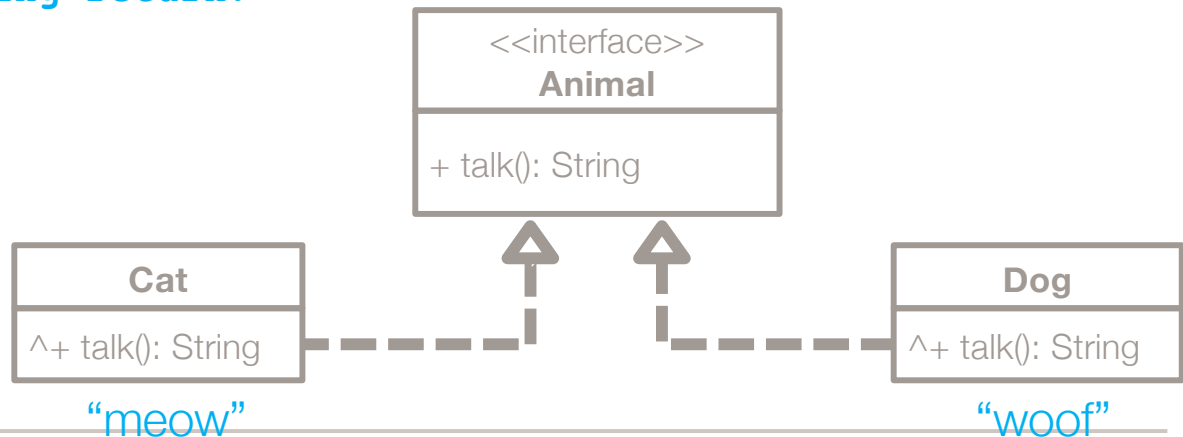 <<interface>>
Animal
+ talk(): String
Cat
^+ talk(): String
“meow”
Dog
^+ talk(): String
“woof”